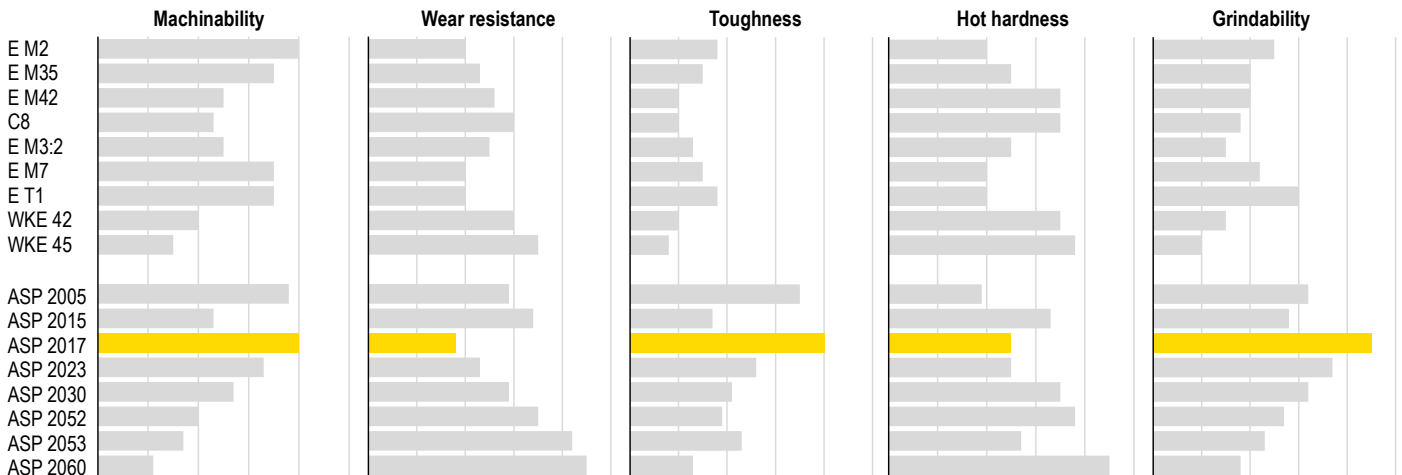 Machinability Wear resistance Toughness Hot hardness Grindability
E M2
E M35
E M42
C8
E M3:2
E M7
E T1
WKE 42
WKE 45
ASP 2005
ASP 2015
ASP 2017
ASP 2023
ASP 2030
ASP 2052
ASP 2053
ASP 2060